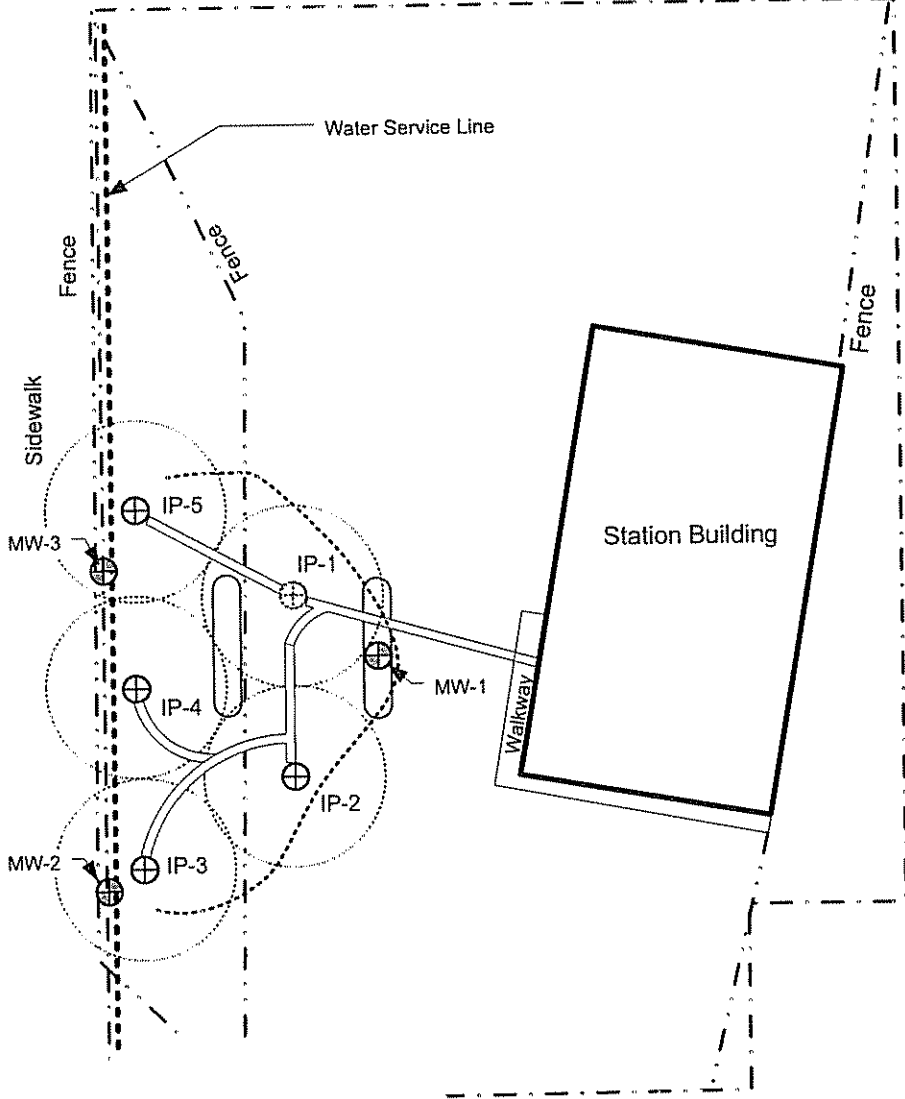 Water Service Line
Fence
Fence
Fence
Sidewalk
IP-5
MW-3
Station Building
IP-1
MW-1
IP-4
Walkway
IP-2
MW-2
IP-3